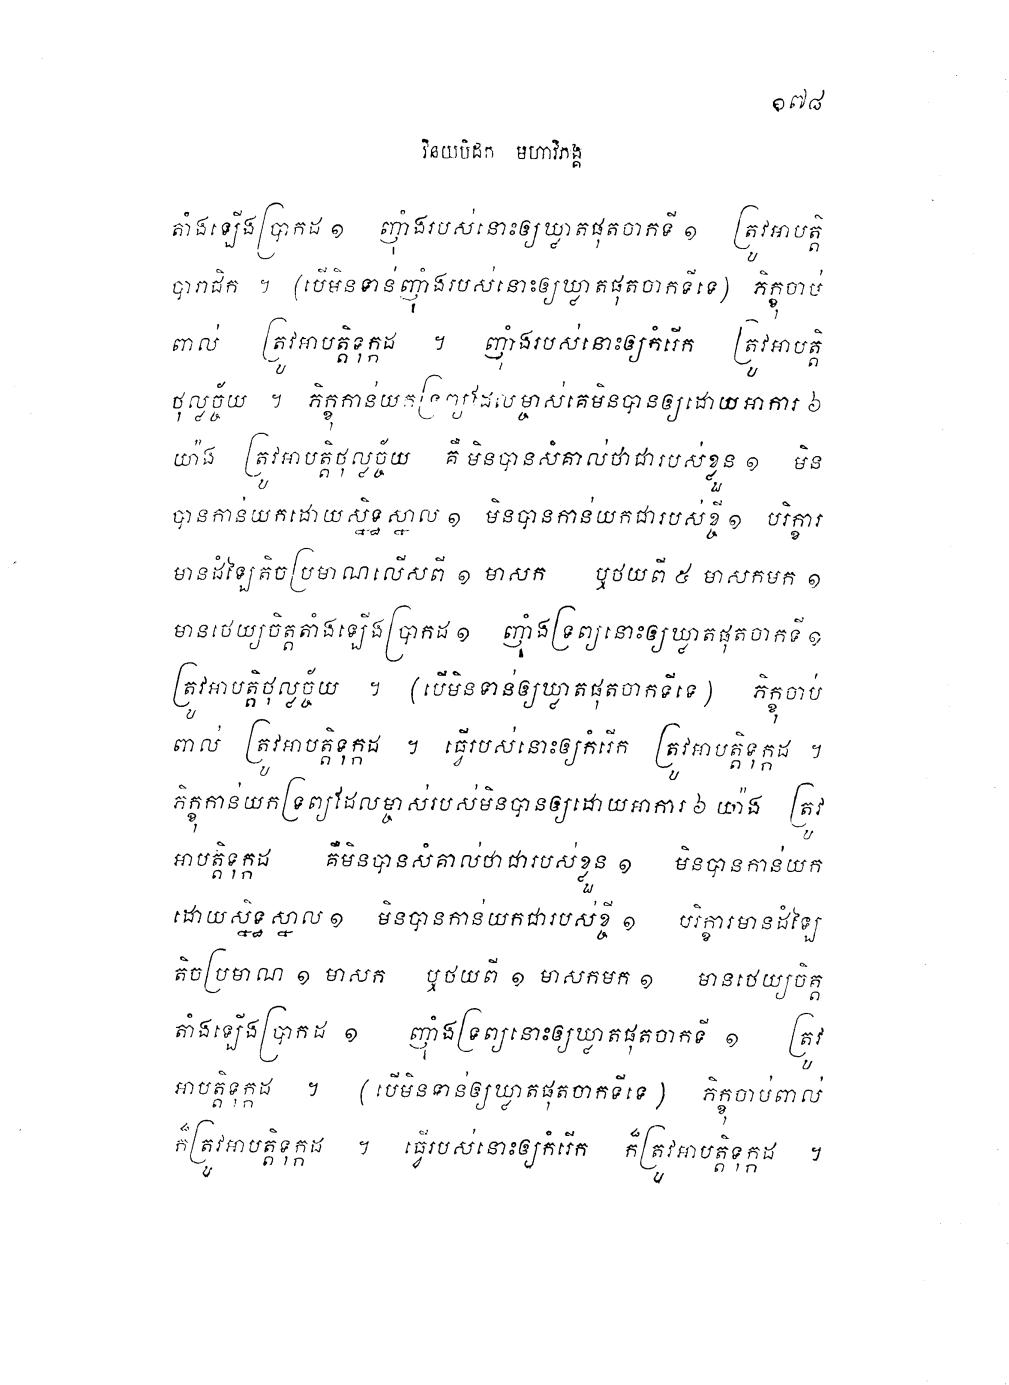 ១៧៨
វិនយបិដក មហាវិភង្គ
តាំងឡើងប្រាកដ ១ ញ៉ាំងរបស់នោះឲ្យឃ្លាតផុតចាកទី ១ ត្រូវអាបត្តិ
បារាជិក ។ (បើមិនទាន់ញ៉ាំងរបស់នោះឲ្យឃ្លាតផុតចាកទីទេ) ភិក្ខុចាប់
ពាល់ ត្រូវអាបត្តិទុក្កដ ។ ញ៉ាំងរបស់នោះឲ្យកំរើក ត្រូវអាបត្តិ
ថុល្លច្ច័យ ។ ភិក្ខុកាន់យកទ្រព្យដែលម្ចាស់គេមិនបានឲ្យដោយអាការ ៦
យ៉ាង ត្រូវអាបត្តិថុល្លច្ច័យ គឺ មិនបានសំគាល់ថាជារបស់ខ្លួន ១ មិន
បានកាន់យកដោយស្និទ្ធស្នាល ១ មិនបានកាន់យកជារបស់ខ្ចី ១ បរិក្ខារ
មានដំឡៃតិចប្រមាណលើសពី ១ មាសក ឬថយពី ៥ មាសកមក ១
មានថេយ្យចិត្តតាំងឡើងប្រាកដ ១ ញ៉ាំងទ្រព្យនោះឲ្យឃ្លាតផុតចាកទី ១
ត្រូវអាបត្តិថុល្លច្ច័យ ។ (បើមិនទាន់ឲ្យឃ្លាតផុតចាកទីទេ) ភិក្ខុចាប់
ពាល់ ត្រូវអាបត្តិទុក្កដ ។ ធ្វើរបស់នោះឲ្យកំរើក ត្រូវអាបត្តិទុក្កដ ។
ភិក្ខុកាន់យកទ្រព្យដែលម្ចាស់របស់មិនបានឲ្យដោយអាការ ៦ យ៉ាង ត្រូវ
អាបត្តិទុក្កដ គឺមិនបានសំគាល់ថាជារបស់ខ្លួន ១ មិនបានកាន់យក
ដោយស្និទ្ធស្នាល ១ មិនបានកាន់យកជារបស់ខ្ចី ១ បរិក្ខារមានដំឡៃ
តិចប្រមាណ ១ មាសក ឬថយពី ១ មាសកមក ១ មានថេយ្យចិត្ត
តាំងឡើងប្រាកដ ១ ញ៉ាំងទ្រព្យនោះឲ្យឃ្លាតផុតចាកទី ១ ត្រូវ
អាបត្តិទុក្កដ ។ (បើមិនទាន់ឲ្យឃ្លាតផុតចាកទីទេ) ភិក្ខុចាប់ពាល់
ក៏ត្រូវអាបត្តិទុក្កដ ។ ធ្វើរបស់នោះឲ្យកំរើក ក៏ត្រូវអាបត្តិទុក្កដ ។